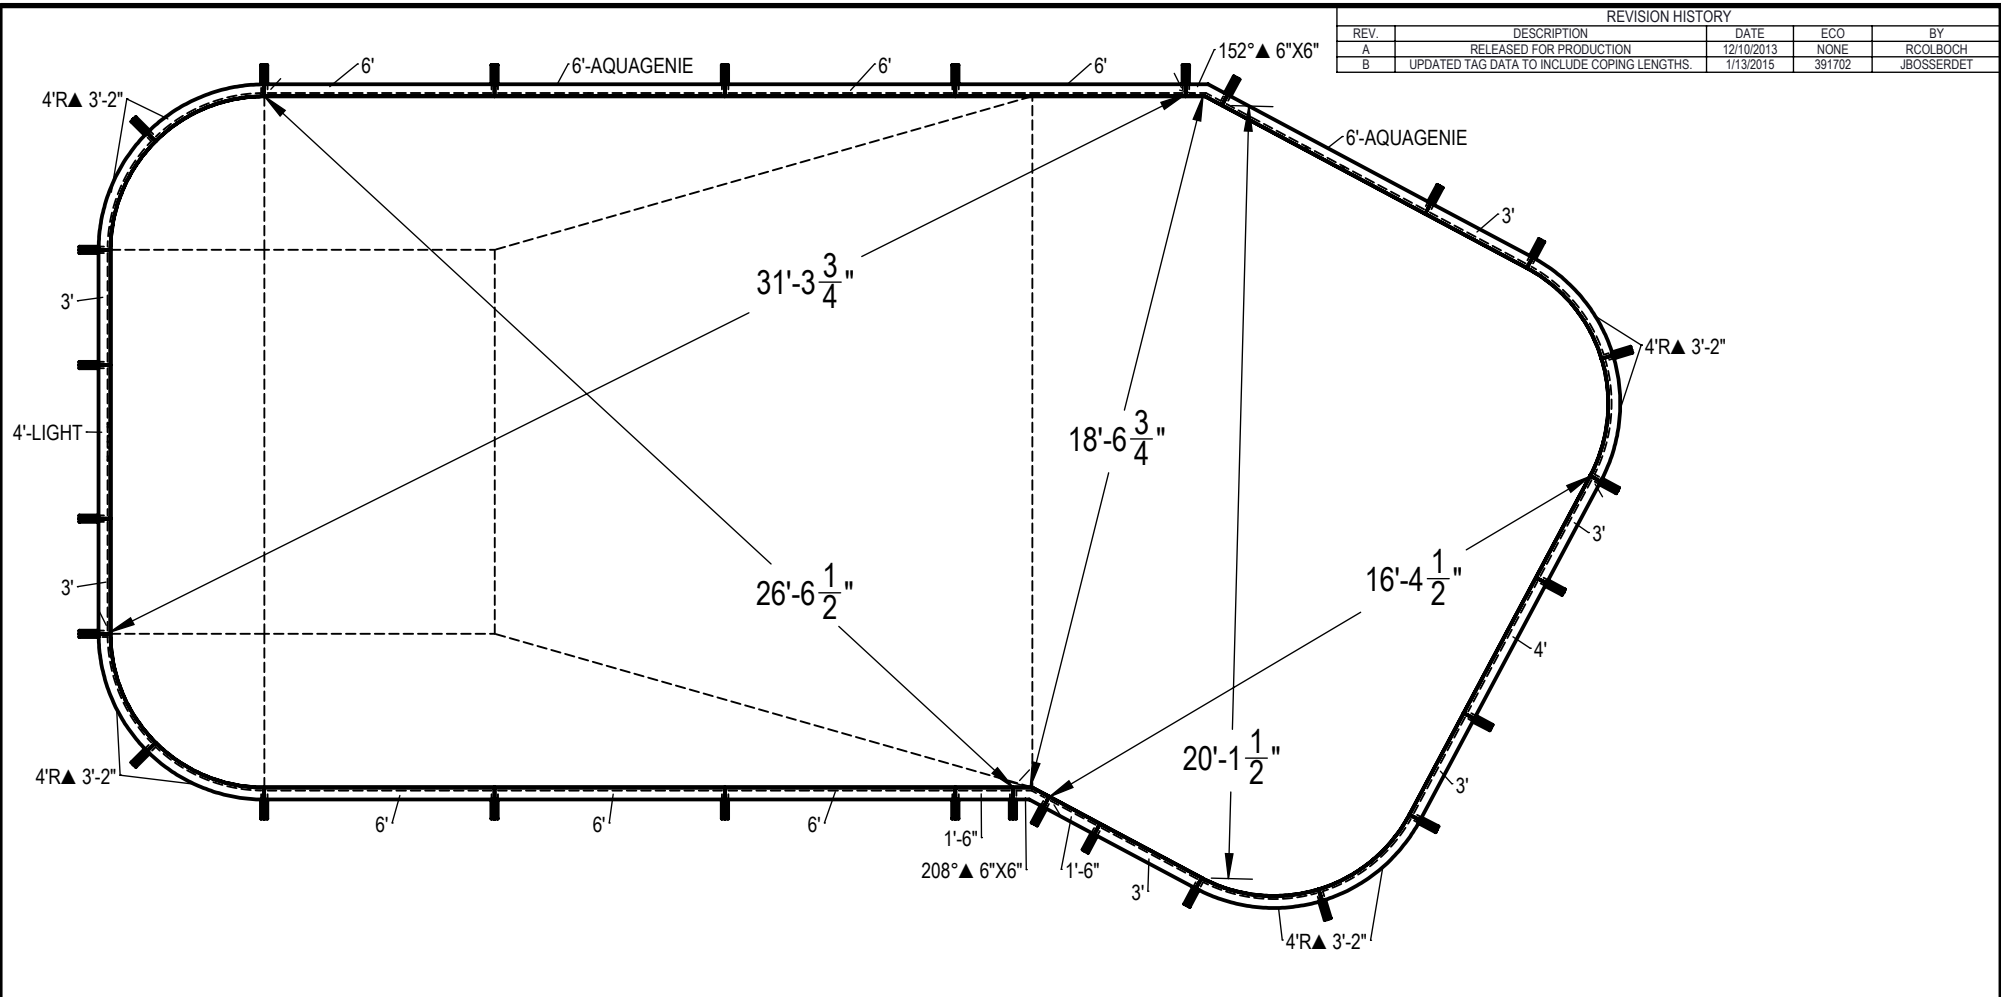 REVISION HISTORY
REV. DESCRIPTION DATE ECO BY
A RELEASED FOR PRODUCTION 12/10/2013 NONE RCOLBOCH
B UPDATED TAG DATA TO INCLUDE COPING LENGTHS. 1/13/2015 391702 JBOSSERDET
6'
6'-AQUAGENIE
6'
6'
152°▲ 6"X6"
4'R▲ 3'-2"
6'-AQUAGENIE
3'
31'-3 3/4"
3'
4'R▲ 3'-2"
4'-LIGHT
18'-6 3/4"
3'
3'
26'-6 1/2"
16'-4 1/2"
4'
20'-1 1/2"
4'R▲ 3'-2"
3'
6'
6'
6'
1'-6"
208°▲ 6"X6"
1'-6"
3'
4'R▲ 3'-2"